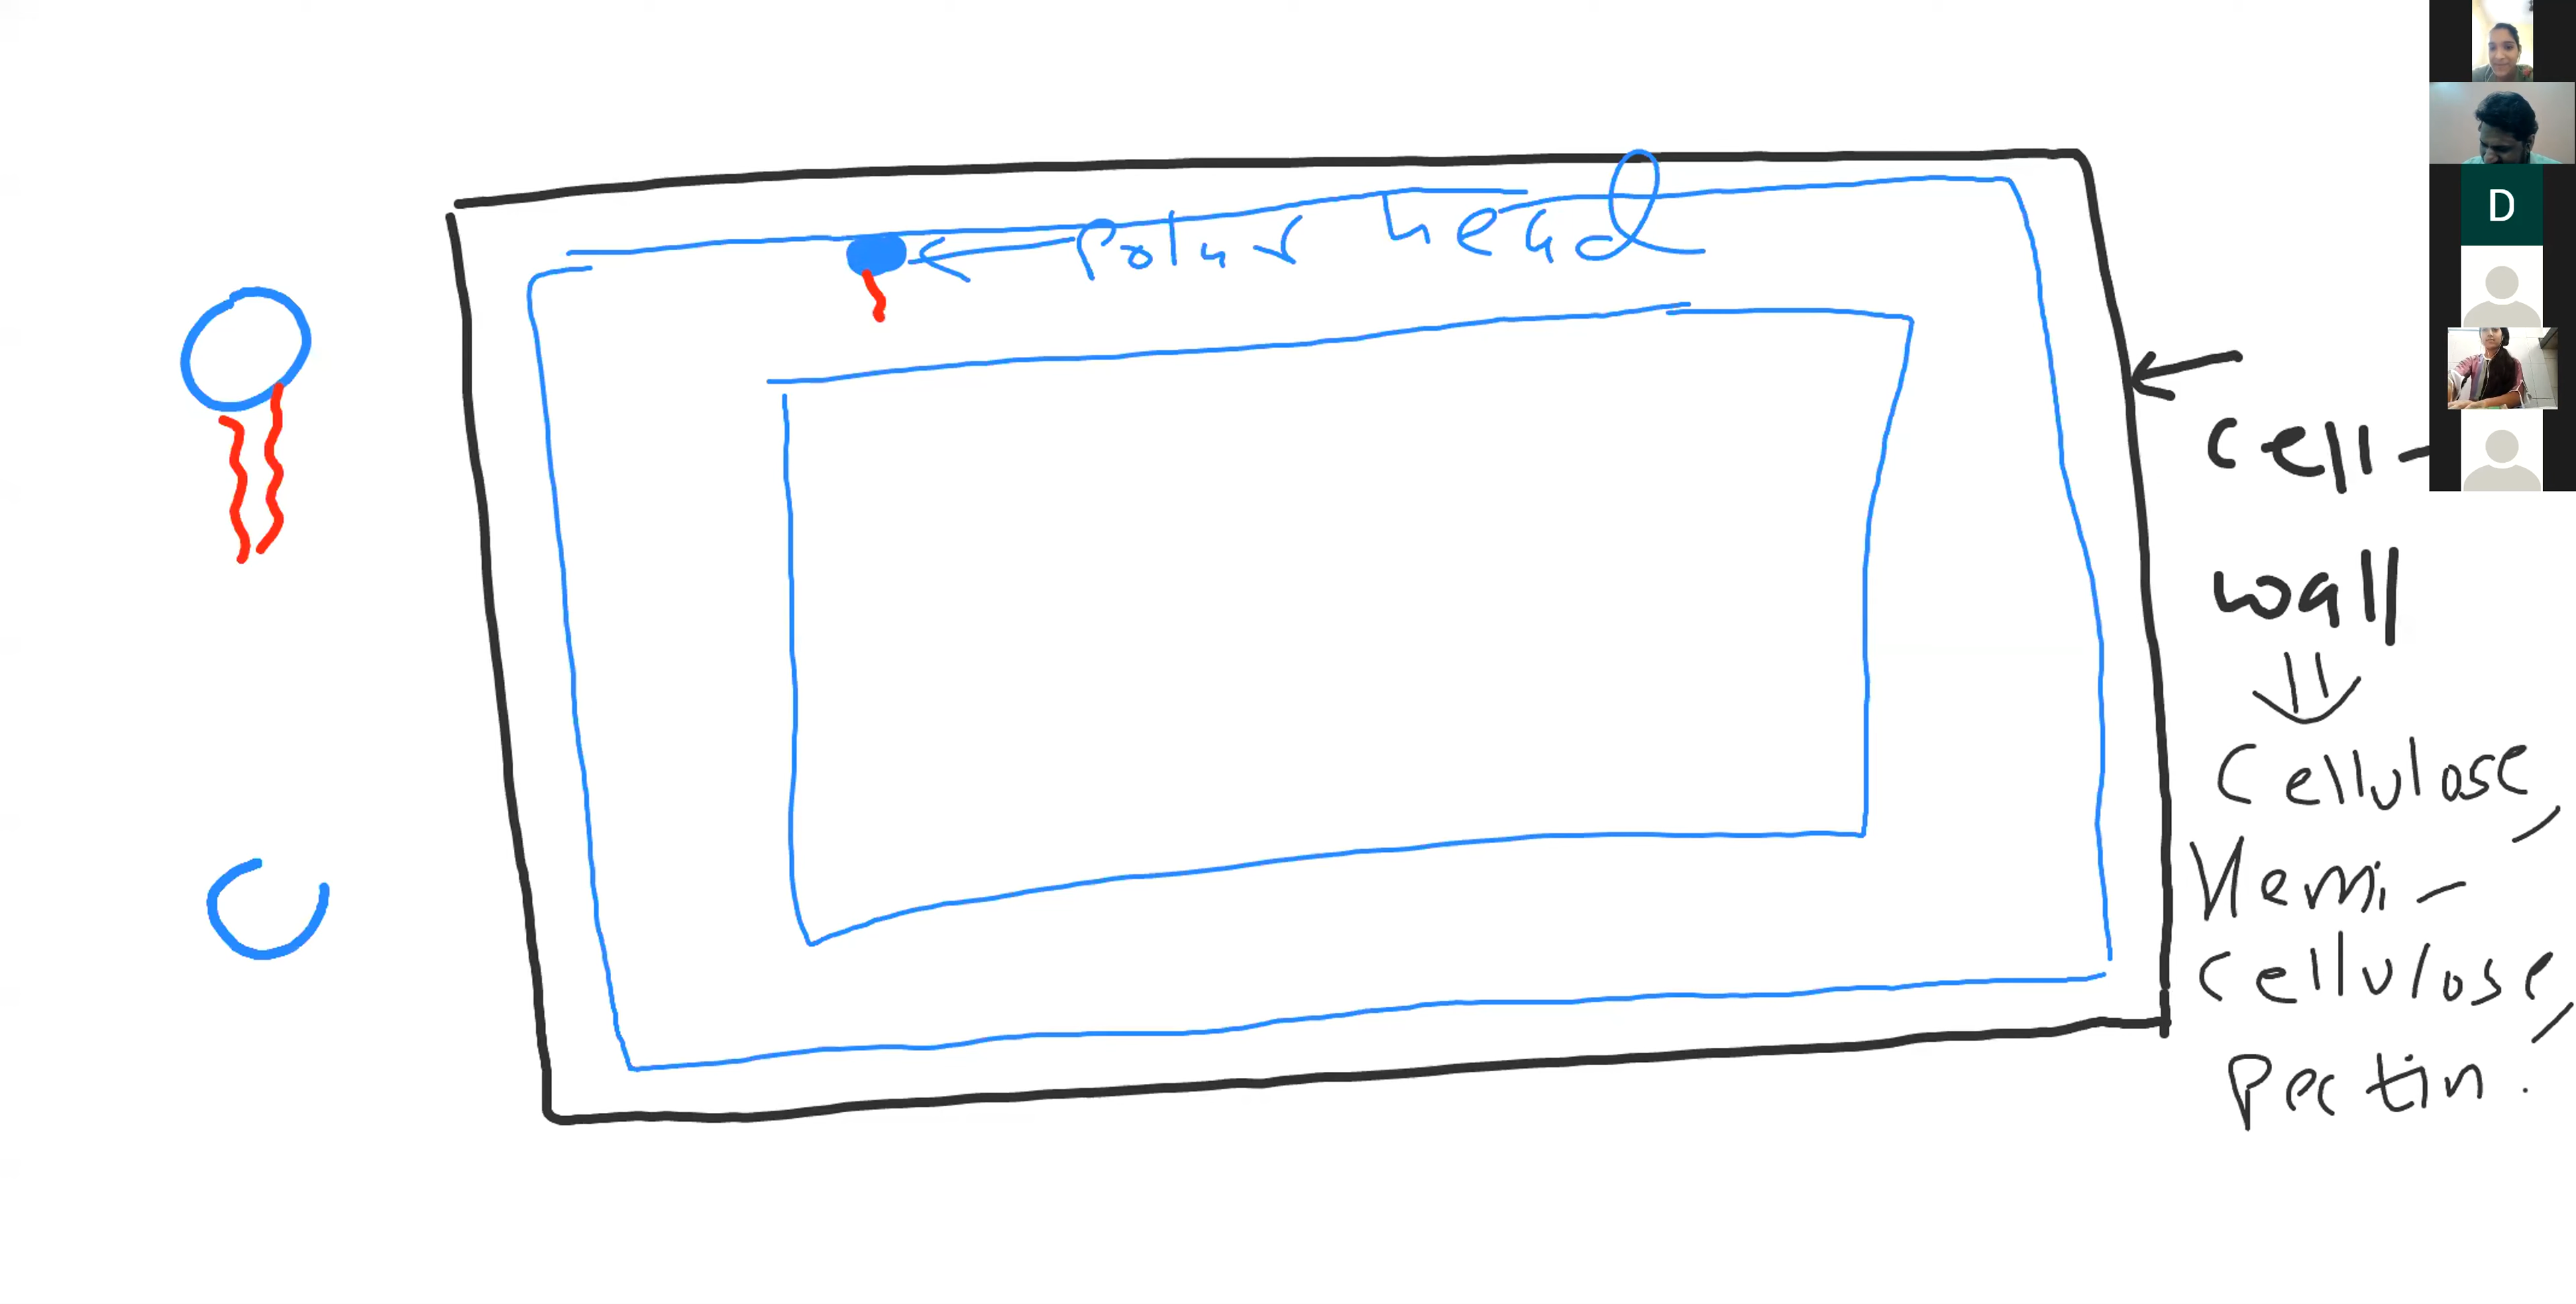 Polar head
D
cell-
wall
Cellulose,
Hemi-
cellulose,
Pectin.